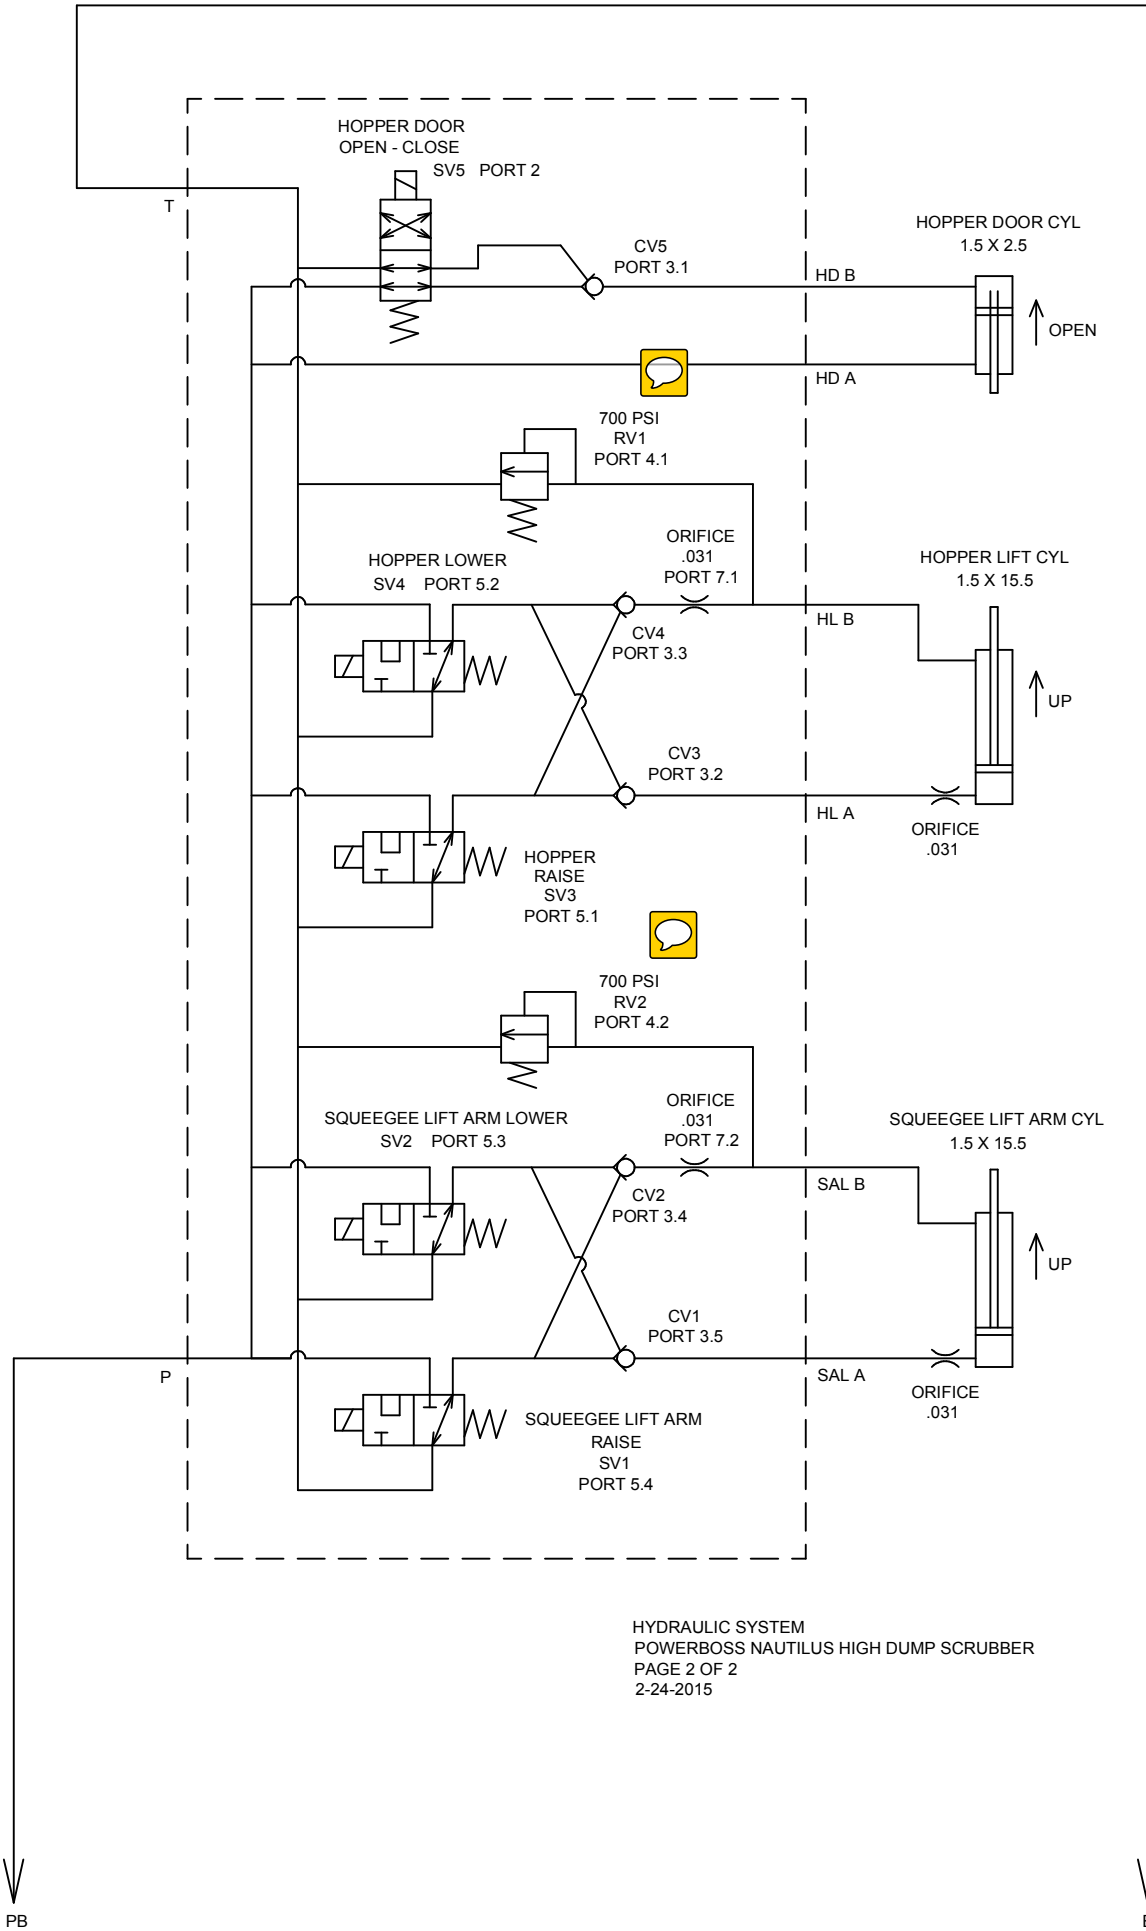 HOPPER DOOR
OPEN - CLOSE
SV5 PORT 2
T
CV5
PORT 3.1
HOPPER DOOR CYL
1.5 X 2.5
HD B
OPEN
HD A
700 PSI
RV1
PORT 4.1
HOPPER LOWER
SV4 PORT 5.2
ORIFICE
.031
PORT 7.1
HOPPER LIFT CYL
1.5 X 15.5
HL B
CV4
PORT 3.3
UP
CV3
PORT 3.2
HL A
ORIFICE
.031
HOPPER
RAISE
SV3
PORT 5.1
700 PSI
RV2
PORT 4.2
SQUEEGEE LIFT ARM LOWER
SV2 PORT 5.3
ORIFICE
.031
PORT 7.2
SQUEEGEE LIFT ARM CYL
1.5 X 15.5
SAL B
CV2
PORT 3.4
UP
CV1
PORT 3.5
P
SAL A
ORIFICE
.031
SQUEEGEE LIFT ARM
RAISE
SV1
PORT 5.4
HYDRAULIC SYSTEM
POWERBOSS NAUTILUS HIGH DUMP SCRUBBER
PAGE 2 OF 2
2-24-2015
PB